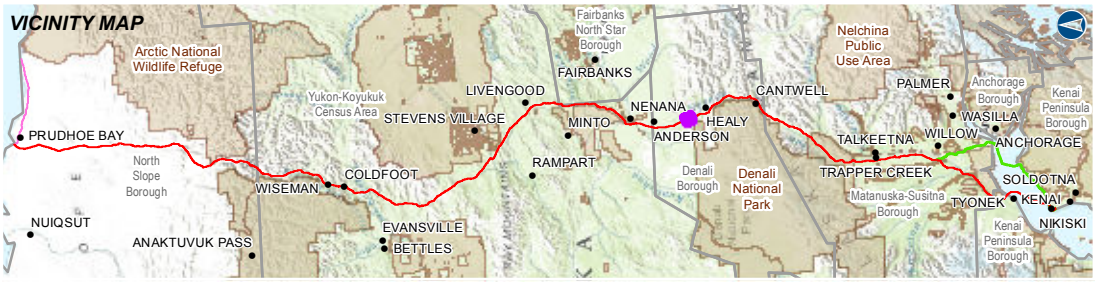 VICINITY MAP
Arctic National
Wildlife Refuge
PRUDHOE BAY
North
Slope
Borough
NUIQSUT
ANAKTUVUK PASS
WISEMAN
COLDFOOT
EVANSVILLE
BETTLES
Yukon-Koyukuk
Census Area
STEVENS VILLAGE
LIVENGOOD
RAMPART
MINTO
Fairbanks
North Star
Borough
FAIRBANKS
NENANA
ANDERSON
HEALY
CANTWELL
Denali
Borough
Denali
National
Park
Nelchina
Public
Use Area
TALKEETNA
TRAPPER CREEK
Matanuska-Susitna
Borough
PALMER
WILLOW
WASILLA
Anchorage
Borough
ANCHORAGE
Kenai
Peninsula
Borough
SOLDOTNA
KENAI
TYONEK
NIKISKI
Kenai
Peninsula
Borough